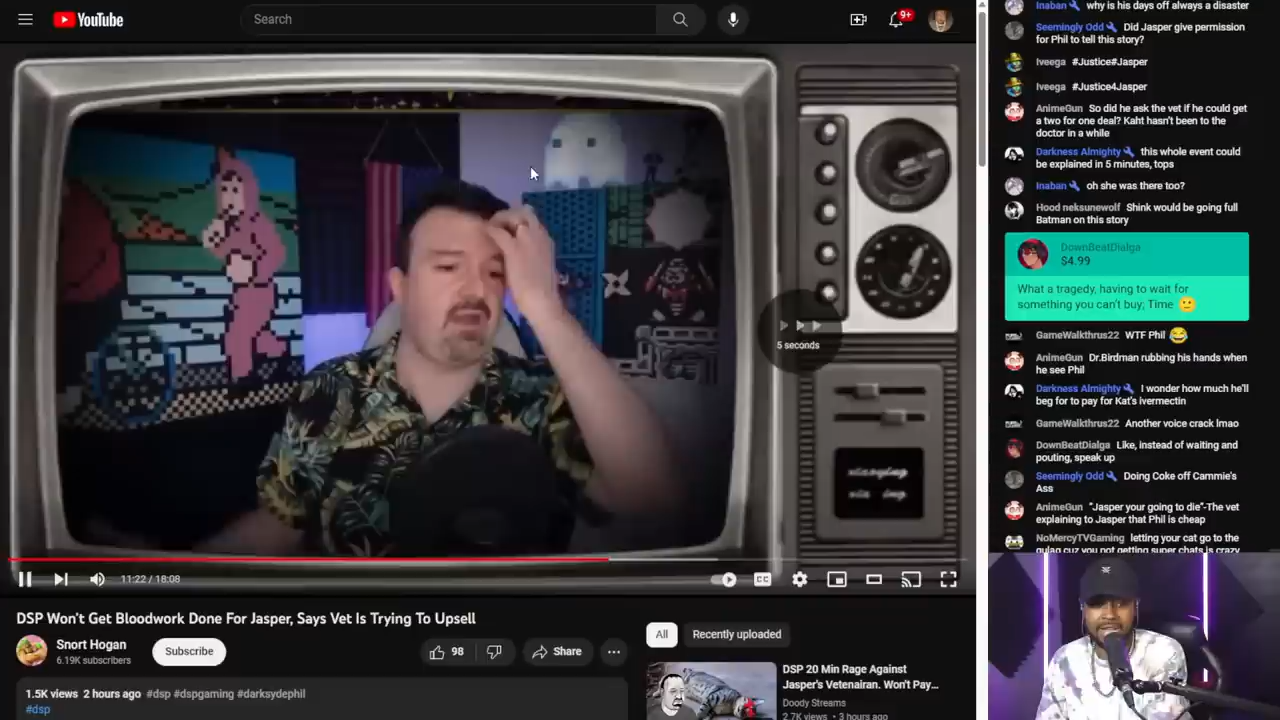 YouTube
Search
9+
5 seconds
11:22 / 18:08
CC
DSP Won't Get Bloodwork Done For Jasper, Says Vet Is Trying To Upsell
Snort Hogan
6.19K subscribers
Subscribe
98
Share
1.5K views 2 hours ago #dsp #dspgaming #darksydephil
#dsp
All
Recently uploaded
DSP 20 Min Rage Against
Jasper's Vetenairan. Won't Pay...
Doody Streams
2.7K views • 3 hours ago
Inaban why is his days off always a disaster
Seemingly Odd Did Jasper give permission
for Phil to tell this story?
Iveega #Justice#Jasper
Iveega #Justice4Jasper
AnimeGun So did he ask the vet if he could get
a two for one deal? Kaht hasn't been to the
doctor in a while
Darkness Almighty this whole event could
be explained in 5 minutes, tops
Inaban oh she was there too?
Hood neksunewolf Shink would be going full
Batman on this story
DownBeatDialga
$4.99
What a tragedy, having to wait for
something you can't buy; Time 🙂
GameWalkthrus22 WTF Phil 😂
AnimeGun Dr.Birdman rubbing his hands when
he see Phil
Darkness Almighty I wonder how much he'll
beg for to pay for Kat's ivermectin
GameWalkthrus22 Another voice crack lmao
DownBeatDialga Like, instead of waiting and
pouting, speak up
Seemingly Odd Doing Coke off Cammie's
Ass
AnimeGun "Jasper your going to die"-The vet
explaining to Jasper that Phil is cheap
NoMercyTVGaming letting your cat go to the
gulag cuz you not getting super chats is crazy